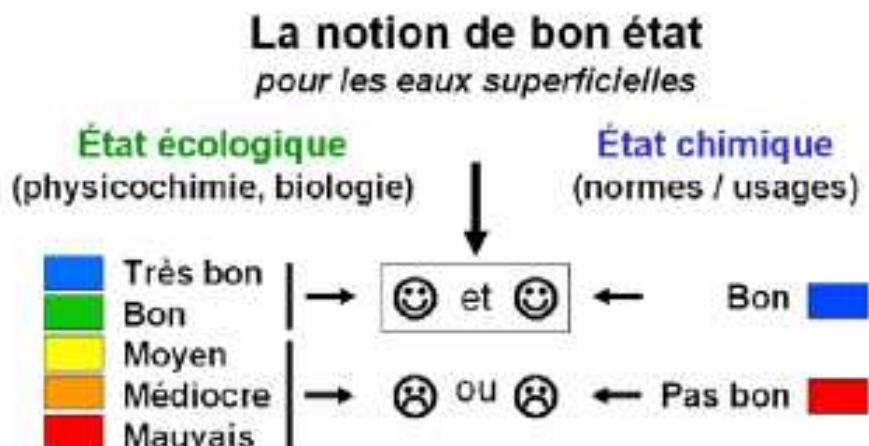 La notion de bon état
pour les eaux superficielles
État écologique
(physicochimie, biologie)
État chimique
(normes / usages)
Très bon
Bon
Moyen
Médiocre
Mauvais
et
ou
Bon
Pas bon